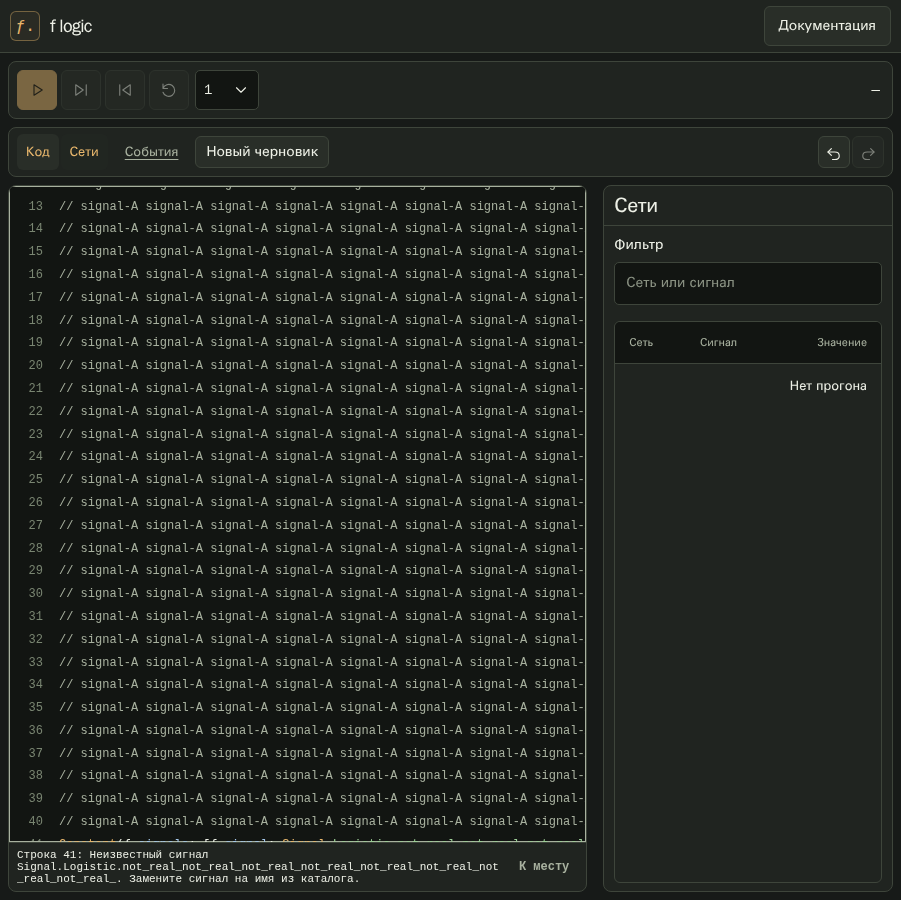 f. f logic
Документация
1
–
Код Сети События Новый черновик
13 // signal-A signal-A signal-A signal-A signal-A signal-A signal-A signal-
14 // signal-A signal-A signal-A signal-A signal-A signal-A signal-A signal-
15 // signal-A signal-A signal-A signal-A signal-A signal-A signal-A signal-
16 // signal-A signal-A signal-A signal-A signal-A signal-A signal-A signal-
17 // signal-A signal-A signal-A signal-A signal-A signal-A signal-A signal-
18 // signal-A signal-A signal-A signal-A signal-A signal-A signal-A signal-
19 // signal-A signal-A signal-A signal-A signal-A signal-A signal-A signal-
20 // signal-A signal-A signal-A signal-A signal-A signal-A signal-A signal-
21 // signal-A signal-A signal-A signal-A signal-A signal-A signal-A signal-
22 // signal-A signal-A signal-A signal-A signal-A signal-A signal-A signal-
23 // signal-A signal-A signal-A signal-A signal-A signal-A signal-A signal-
24 // signal-A signal-A signal-A signal-A signal-A signal-A signal-A signal-
25 // signal-A signal-A signal-A signal-A signal-A signal-A signal-A signal-
26 // signal-A signal-A signal-A signal-A signal-A signal-A signal-A signal-
27 // signal-A signal-A signal-A signal-A signal-A signal-A signal-A signal-
28 // signal-A signal-A signal-A signal-A signal-A signal-A signal-A signal-
29 // signal-A signal-A signal-A signal-A signal-A signal-A signal-A signal-
30 // signal-A signal-A signal-A signal-A signal-A signal-A signal-A signal-
31 // signal-A signal-A signal-A signal-A signal-A signal-A signal-A signal-
32 // signal-A signal-A signal-A signal-A signal-A signal-A signal-A signal-
33 // signal-A signal-A signal-A signal-A signal-A signal-A signal-A signal-
34 // signal-A signal-A signal-A signal-A signal-A signal-A signal-A signal-
35 // signal-A signal-A signal-A signal-A signal-A signal-A signal-A signal-
36 // signal-A signal-A signal-A signal-A signal-A signal-A signal-A signal-
37 // signal-A signal-A signal-A signal-A signal-A signal-A signal-A signal-
38 // signal-A signal-A signal-A signal-A signal-A signal-A signal-A signal-
39 // signal-A signal-A signal-A signal-A signal-A signal-A signal-A signal-
40 // signal-A signal-A signal-A signal-A signal-A signal-A signal-A signal-
Строка 41: Неизвестный сигнал
Signal.Logistic.not_real_not_real_not_real_not_real_not_real_not_real_not
_real_not_real_. Замените сигнал на имя из каталога.
К месту
Сети
Фильтр
Сеть или сигнал
Сеть Сигнал Значение
Нет прогона